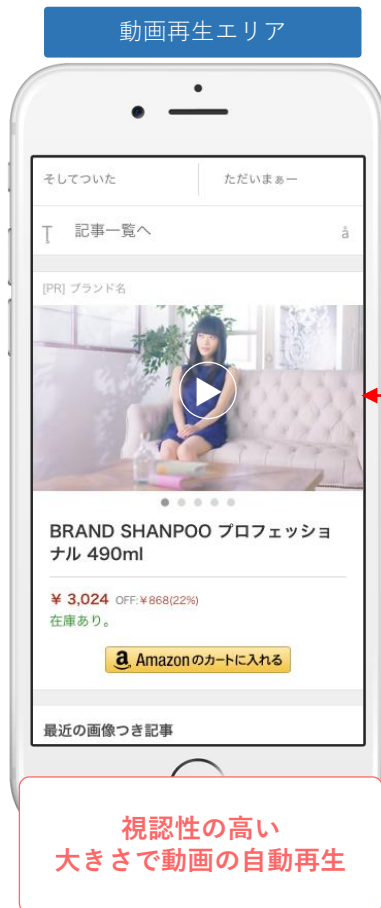 動画再生エリア
そしてついた
ただいまぁー
記事一覧へ
[PR] ブランド名
BRAND SHANPOO プロフェッショ
ナル 490ml
¥ 3,024 OFF:¥868(22%)
在庫あり。
a Amazonのカートに入れる
最近の画像つき記事
視認性の高い
大きさで動画の自動再生